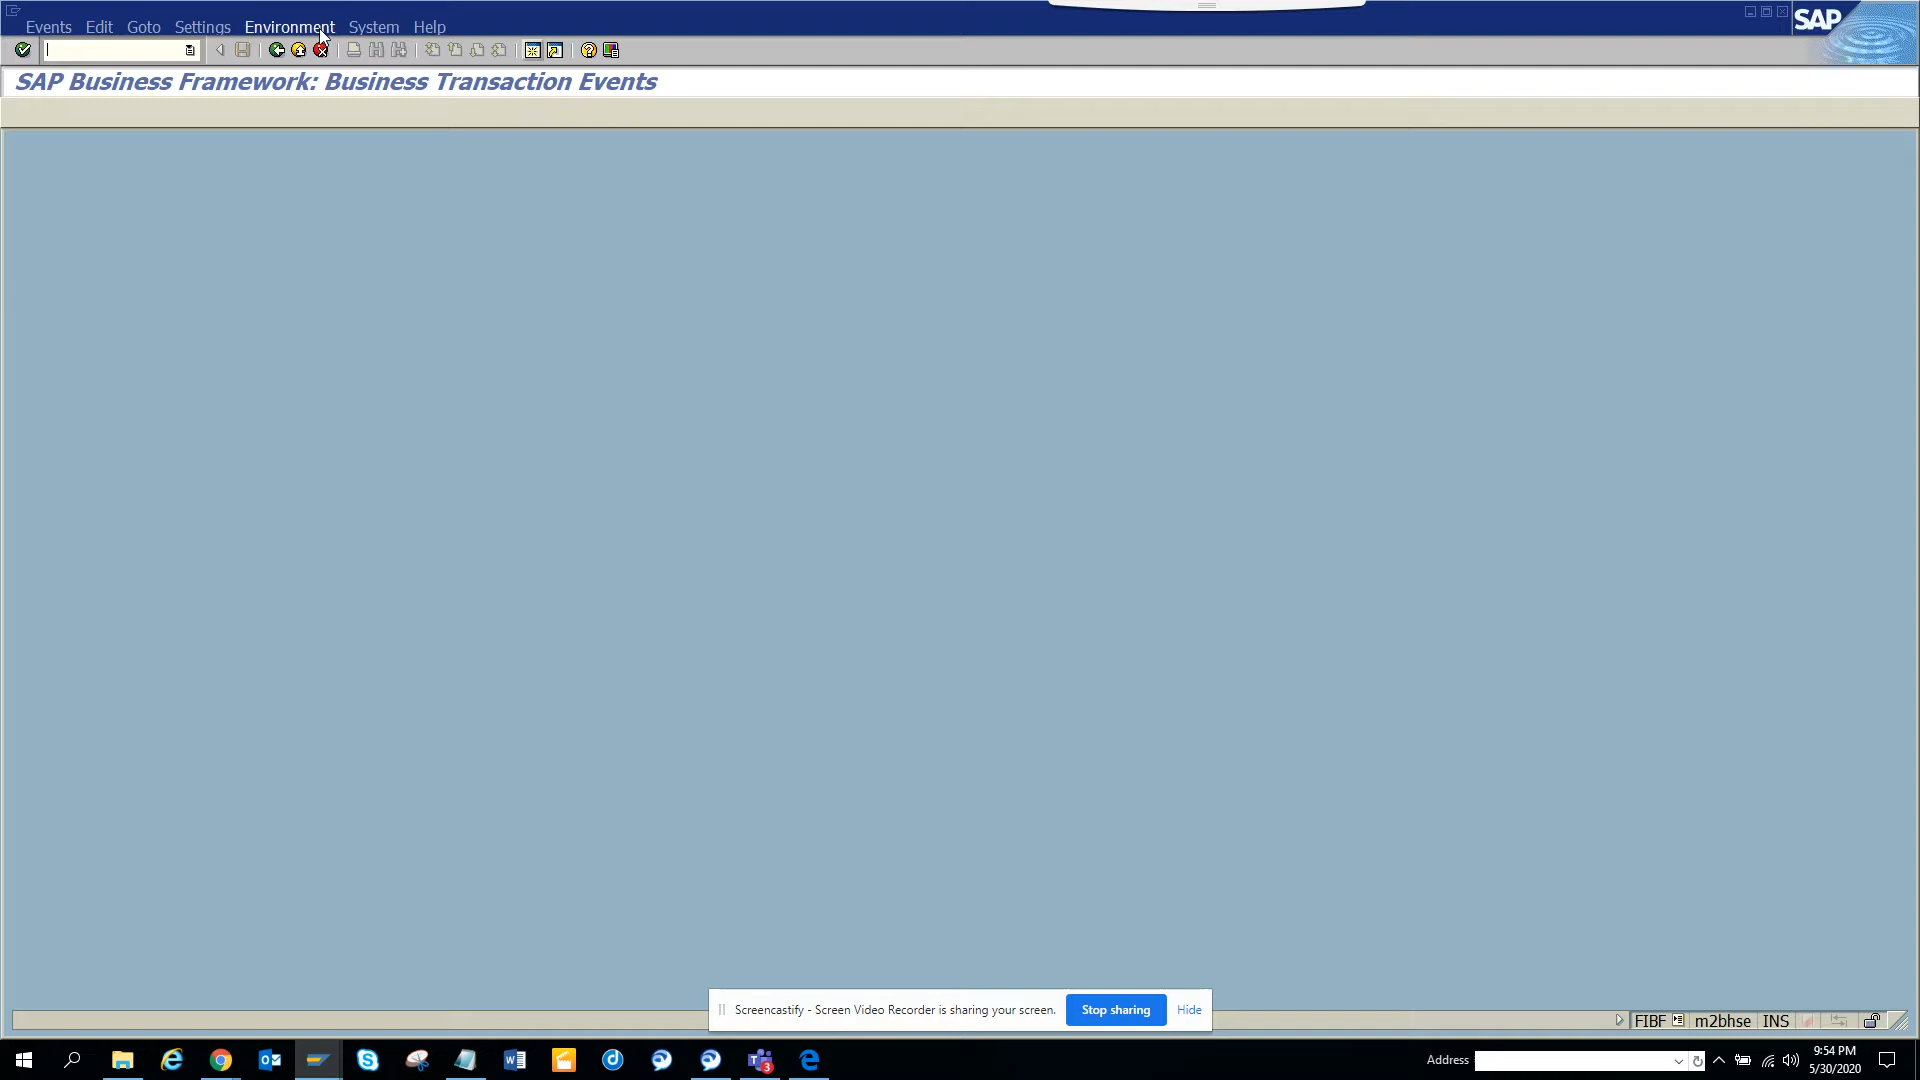 Events Edit Goto Settings Environment System Help
SAP
SAP Business Framework: Business Transaction Events
Screencastify - Screen Video Recorder is sharing your screen. Stop sharing Hide
FIBF m2bhse INS
Address
3
9:54 PM
5/30/2020